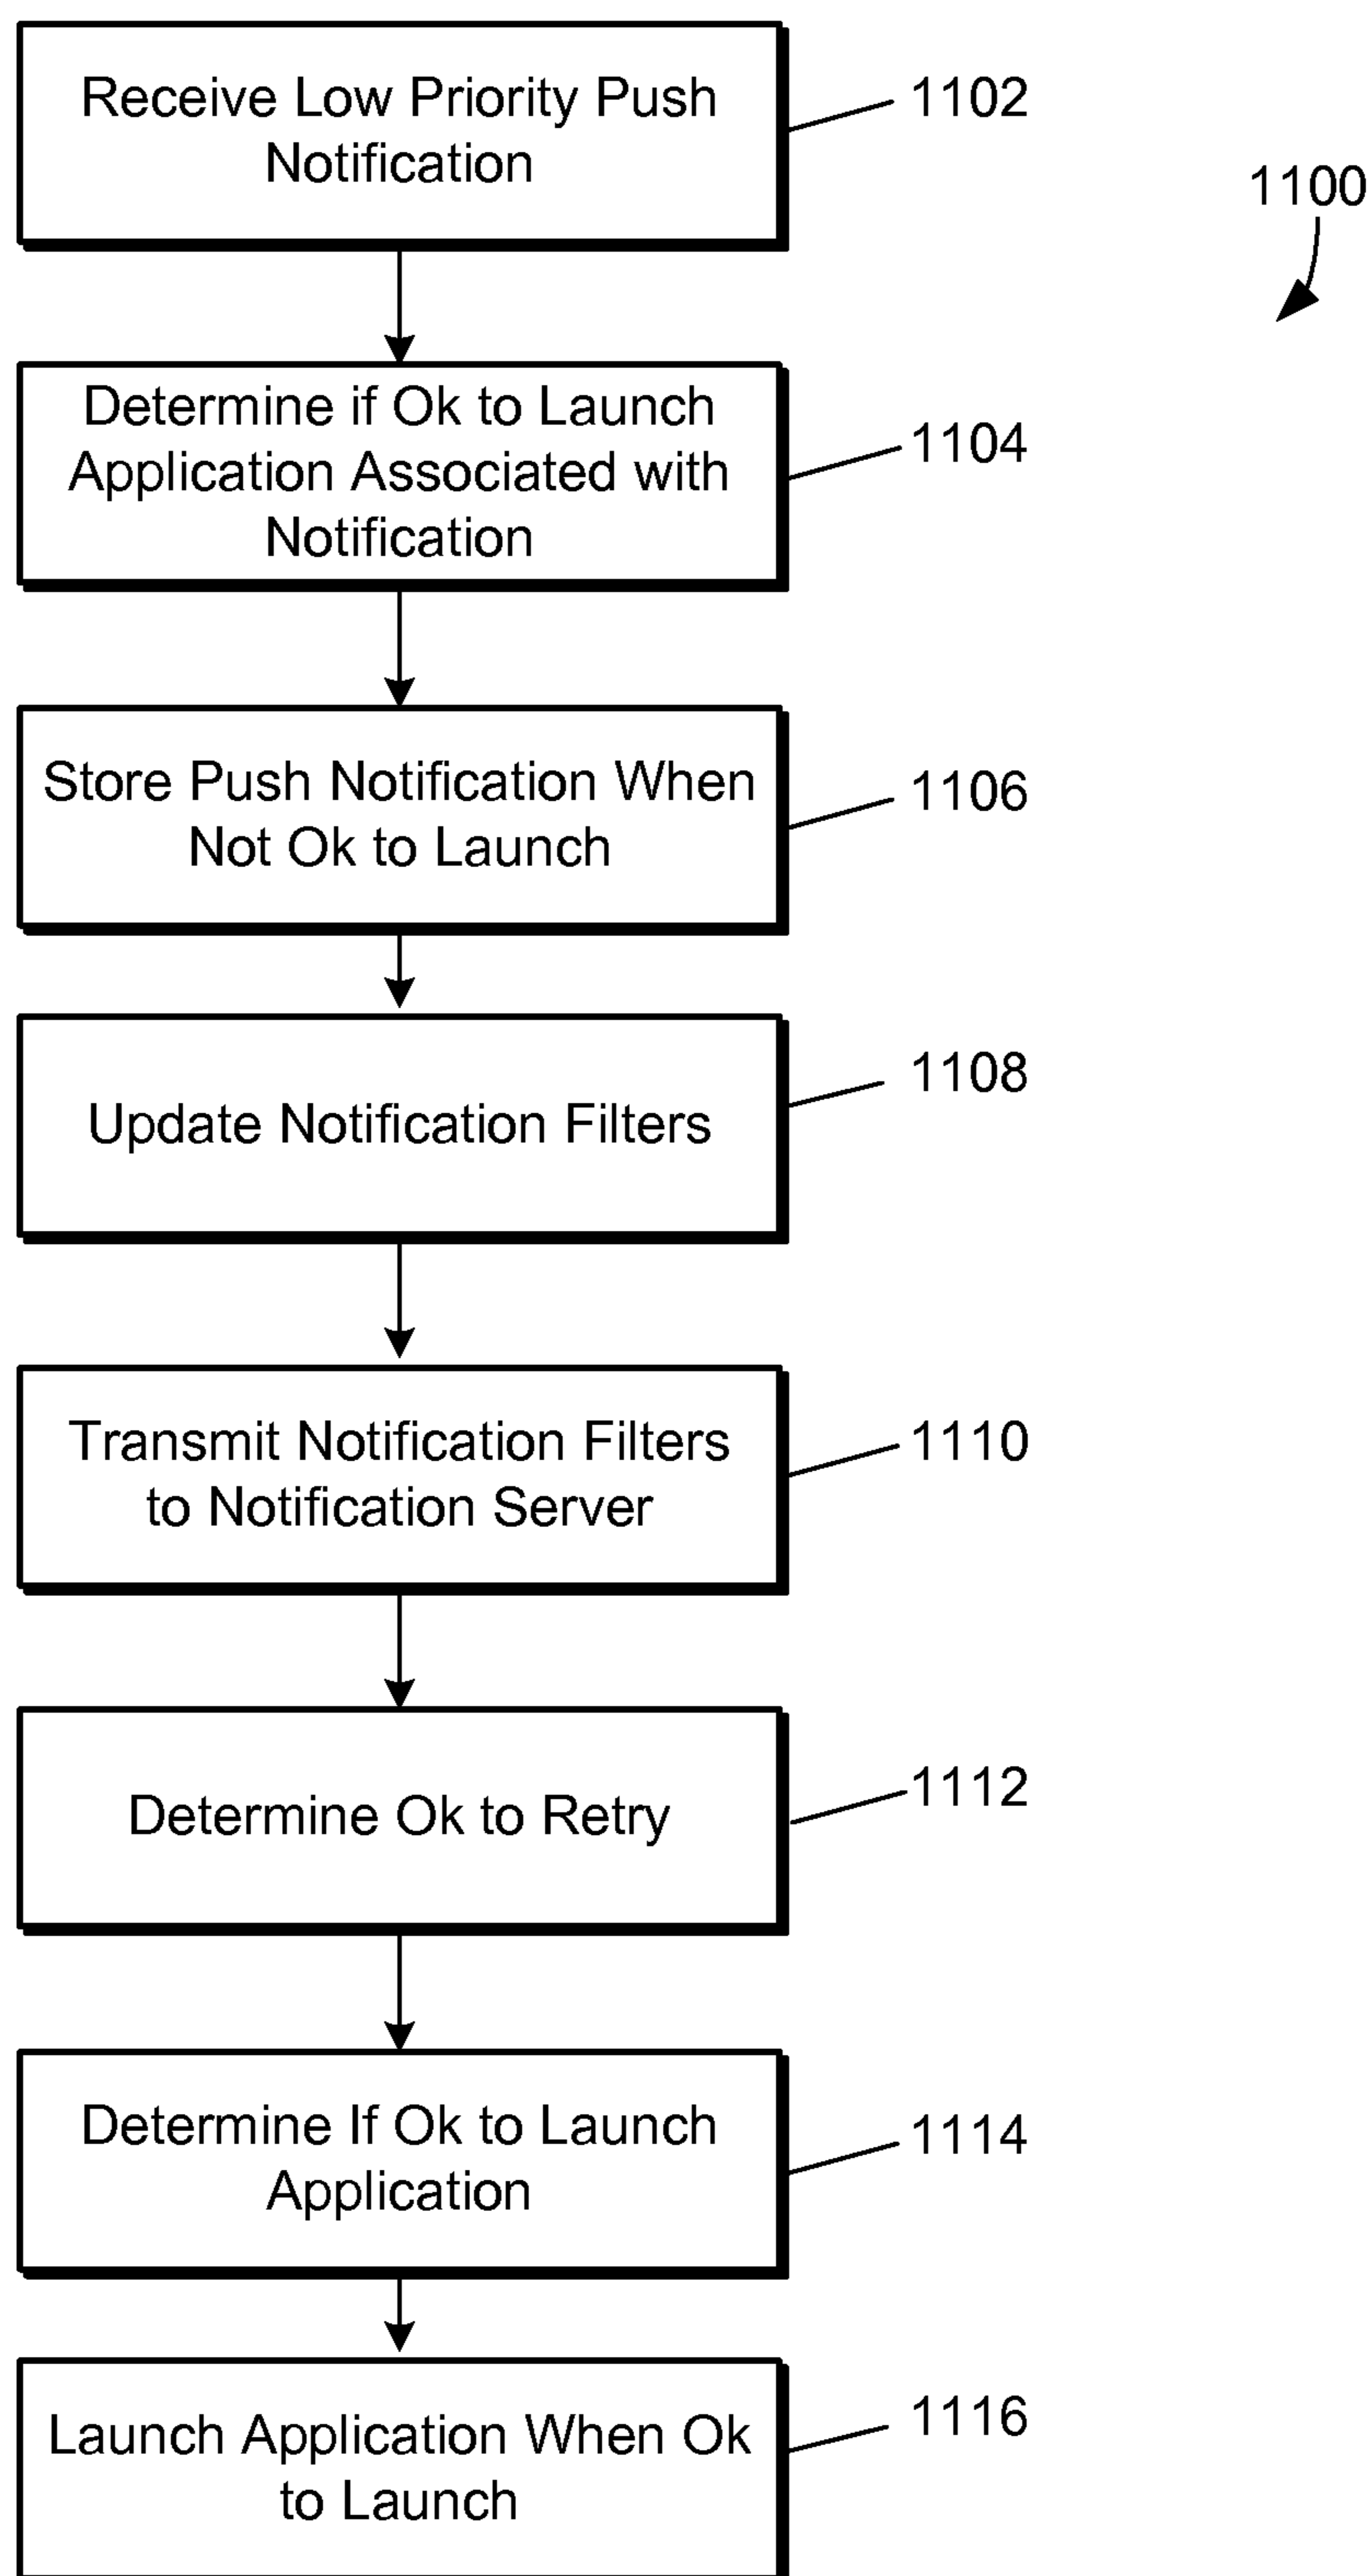 Receive Low Priority Push
Notification
1102
1100
Determine if Ok to Launch
Application Associated with
Notification
1104
Store Push Notification When
Not Ok to Launch
1106
Update Notification Filters
1108
Transmit Notification Filters
to Notification Server
1110
Determine Ok to Retry
1112
Determine If Ok to Launch
Application
1114
Launch Application When Ok
to Launch
1116